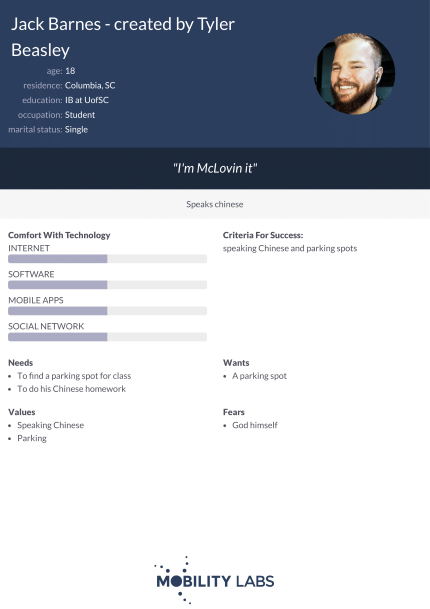 Jack Barnes - created by Tyler
Beasley
age: 18
residence: Columbia, SC
education: IB at UofSC
occupation: Student
marital status: Single
"I'm McLovin it"
Speaks chinese
Comfort With Technology
INTERNET
SOFTWARE
MOBILE APPS
SOCIAL NETWORK
Criteria For Success:
speaking Chinese and parking spots
Needs
• To find a parking spot for class
• To do his Chinese homework
Wants
• A parking spot
Values
• Speaking Chinese
• Parking
Fears
• God himself
MOBILITY LABS